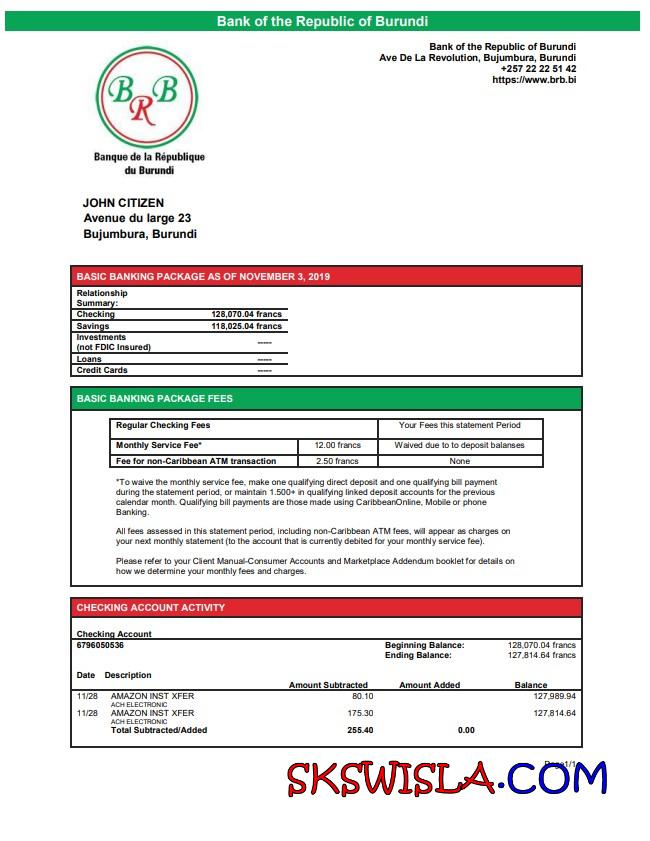 Bank of the Republic of Burundi
Bank of the Republic of Burundi
Ave De La Revolution, Bujumbura, Burundi
+257 22 22 51 42
https://www.brb.bi
BRB
Banque de la République
du Burundi
JOHN CITIZEN
Avenue du large 23
Bujumbura, Burundi
BASIC BANKING PACKAGE AS OF NOVEMBER 3, 2019
Relationship
Summary:
Checking 128,070.04 francs
Savings 118,025.04 francs
Investments
(not FDIC Insured) -----
Loans -----
Credit Cards -----
BASIC BANKING PACKAGE FEES
Regular Checking Fees Your Fees this statement Period
Monthly Service Fee* 12.00 francs Waived due to to deposit balanses
Fee for non-Caribbean ATM transaction 2.50 francs None
*To waive the monthly service fee, make one qualifying direct deposit and one qualifying bill payment
during the statement period, or maintain 1.500+ in qualifying linked deposit accounts for the previous
calendar month. Qualifying bill payments are those made using CaribbeanOnline, Mobile or phone
Banking.
All fees assessed in this statement period, including non-Caribbean ATM fees, will appear as charges on
your next monthly statement (to the account that is currently debited for your monthly service fee).
Please refer to your Client Manual-Consumer Accounts and Marketplace Addendum booklet for details on
how we determine your monthly fees and charges.
CHECKING ACCOUNT ACTIVITY
Checking Account
6796050536 Beginning Balance: 128,070.04 francs
Ending Balance: 127,814.64 francs
Date Description Amount Subtracted Amount Added Balance
11/28 AMAZON INST XFER 80.10 127,989.94
ACH ELECTRONIC
11/28 AMAZON INST XFER 175.30 127,814.64
ACH ELECTRONIC
Total Subtracted/Added 255.40 0.00
Page1/1
SKSWISLA.COM